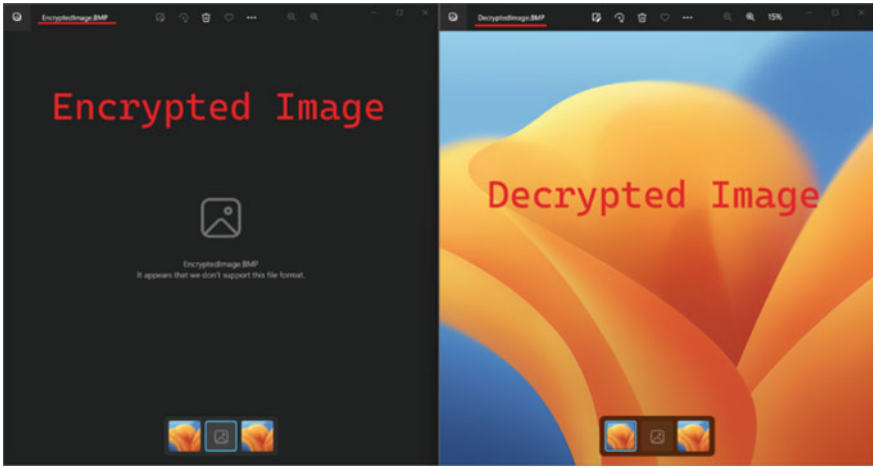 EncryptedImage.BMP
Encrypted Image
EncryptedImage.BMP
It appears that we don't support this file format.
DecryptedImage.BMP
15%
Decrypted Image